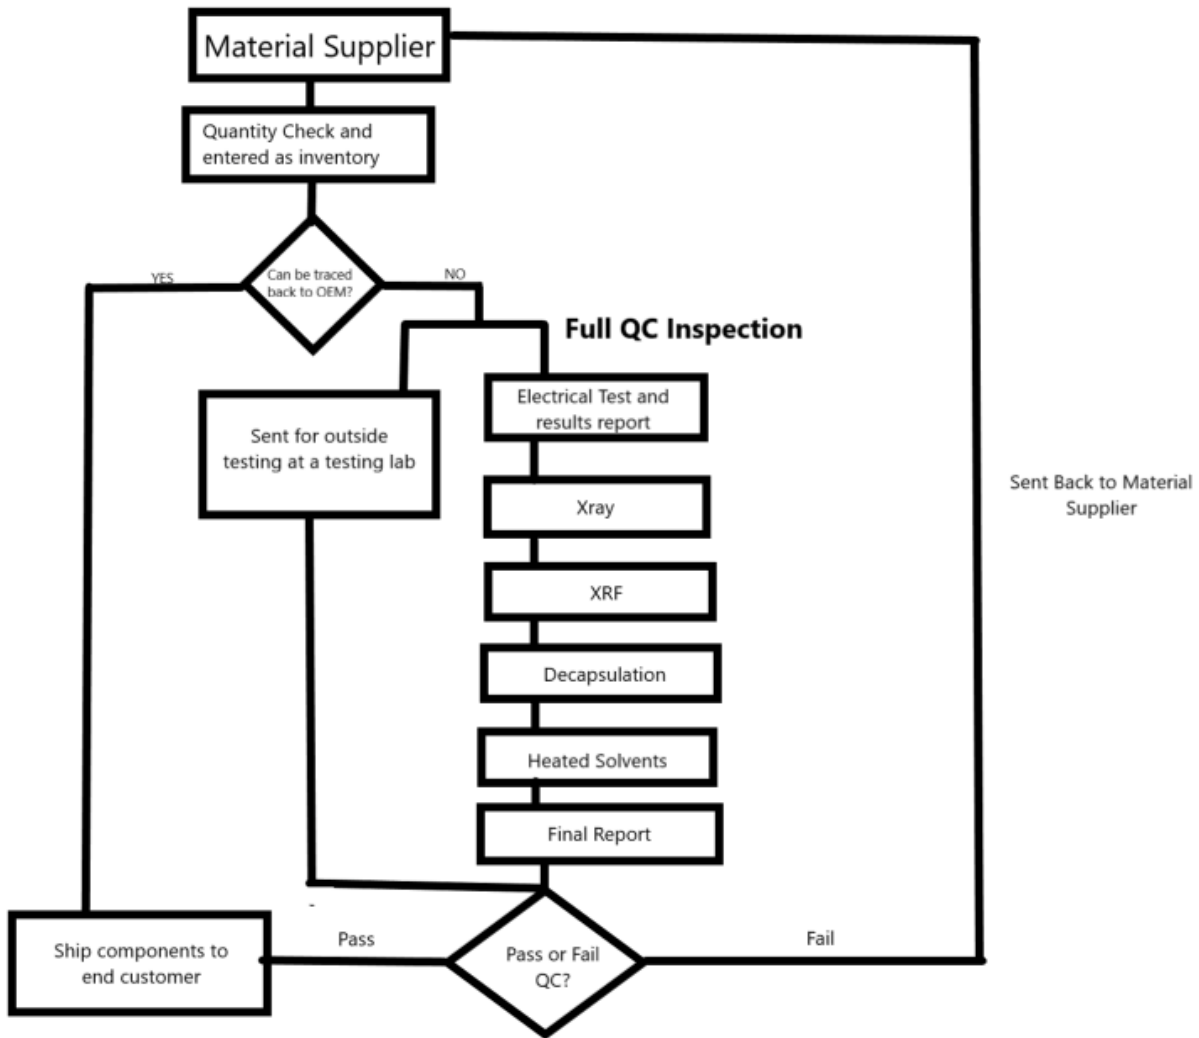 Material Supplier
Quantity Check and
entered as inventory
Can be traced
back to OEM?
YES
NO
Full QC Inspection
Electrical Test and
results report
Sent for outside
testing at a testing lab
Xray
XRF
Decapsulation
Heated Solvents
Final Report
Sent Back to Material
Supplier
Pass or Fail
QC?
Pass
Fail
Ship components to
end customer